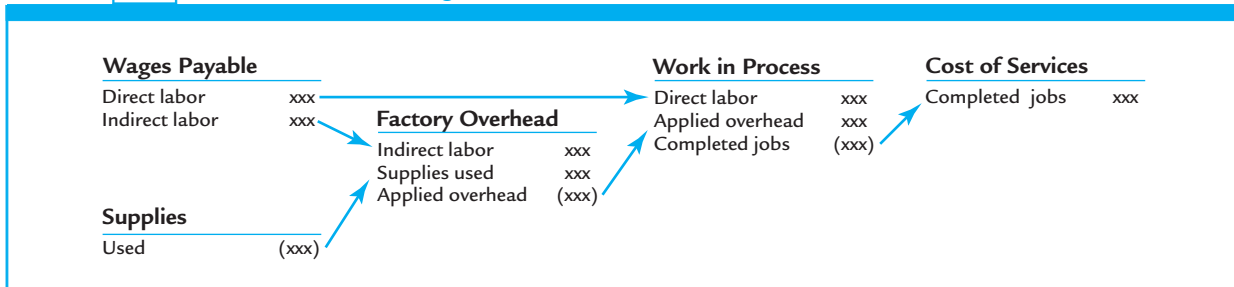 Wages Payable
Direct labor xxx
Indirect labor xxx
Factory Overhead
Indirect labor xxx
Supplies used xxx
Applied overhead (xxx)
Supplies
Used (xxx)
Work in Process
Direct labor xxx
Applied overhead xxx
Completed jobs (xxx)
Cost of Services
Completed jobs xxx